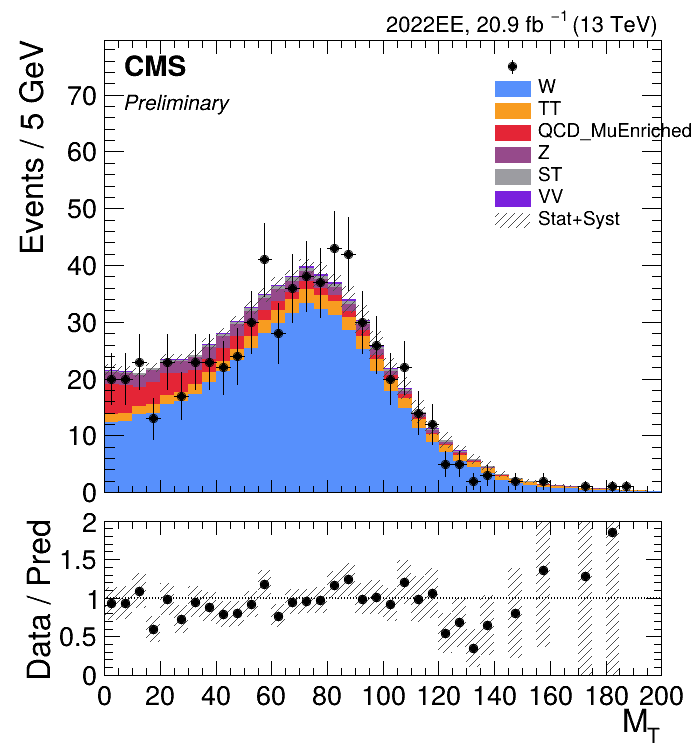 2022EE, 20.9 fb ⁻¹ (13 TeV)
Events / 5 GeV
CMS
Preliminary
W
TT
QCD_MuEnriched
Z
ST
VV
Stat+Syst
70
60
50
40
30
20
10
0
Data / Pred
2
1.5
1
0.5
0
0 20 40 60 80 100 120 140 160 180 200
M_T